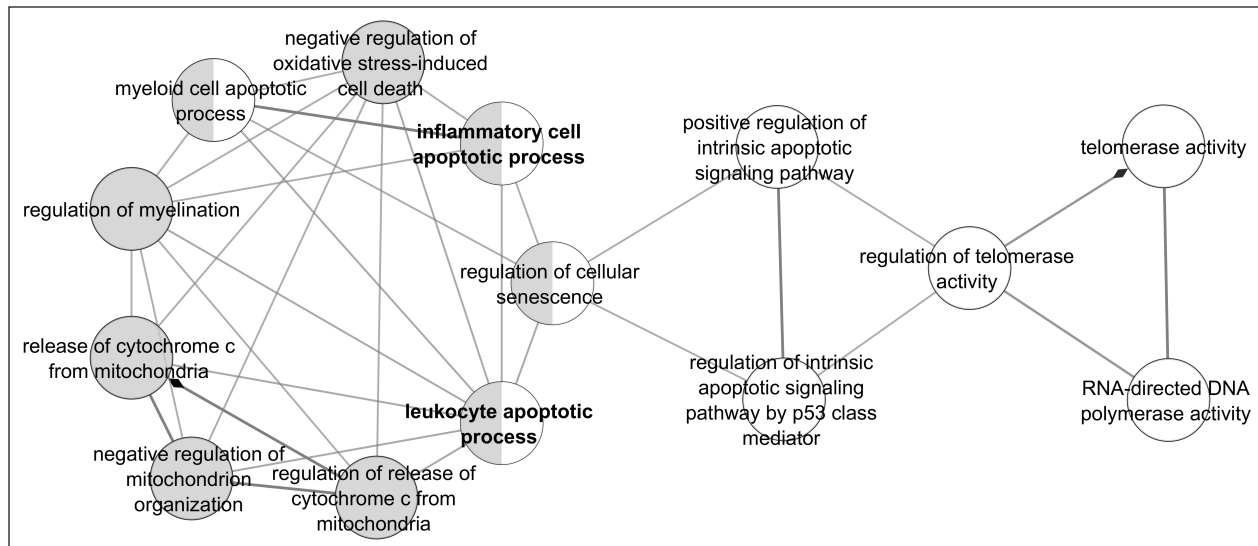 negative regulation of
oxidative stress-induced
cell death
myeloid cell apoptotic
process
inflammatory cell
apoptotic process
regulation of myelination
regulation of cellular
senescence
release of cytochrome c
from mitochondria
leukocyte apoptotic
process
negative regulation of
mitochondrion
organization
regulation of release of
cytochrome c from
mitochondria
positive regulation of
intrinsic apoptotic
signaling pathway
regulation of intrinsic
apoptotic signaling
pathway by p53 class
mediator
regulation of telomerase
activity
telomerase activity
RNA-directed DNA
polymerase activity